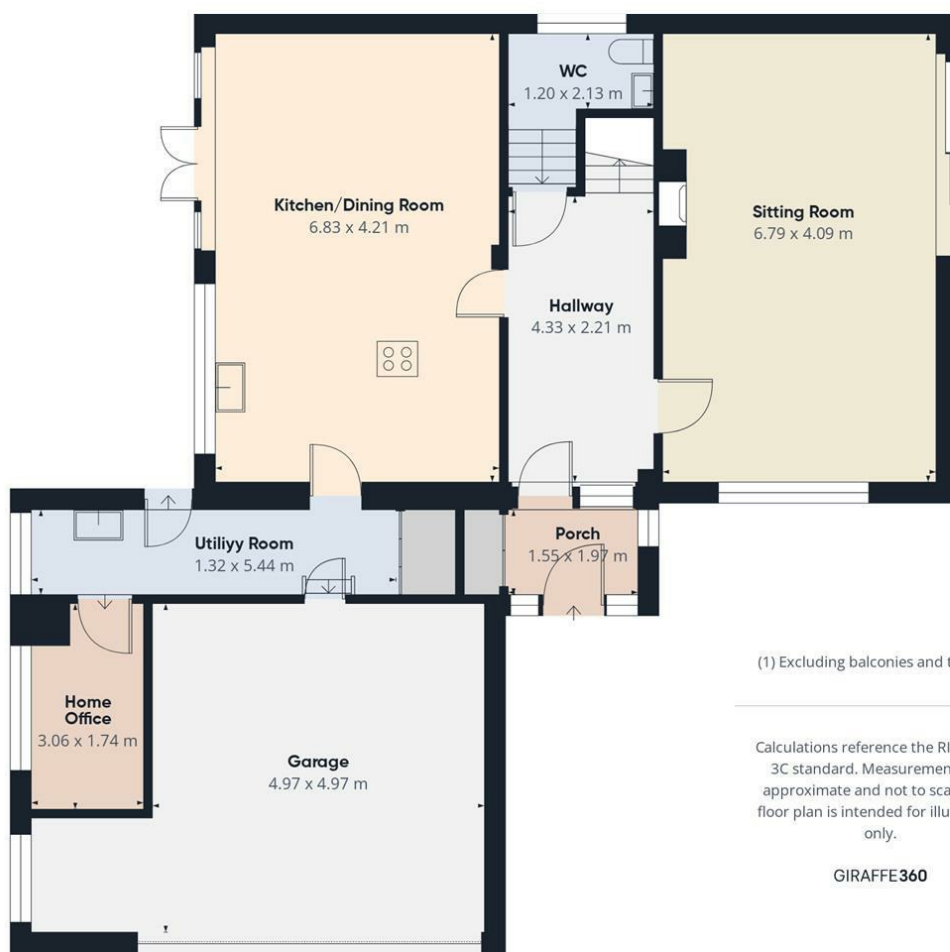 WC
1.20 x 2.13 m
Kitchen/Dining Room
6.83 x 4.21 m
Sitting Room
6.79 x 4.09 m
Hallway
4.33 x 2.21 m
Utiliyy Room
1.32 x 5.44 m
Porch
1.55 x 1.97 m
Home
Office
3.06 x 1.74 m
Garage
4.97 x 4.97 m
(1) Excluding balconies and
Calculations reference the
3C standard.
approximate and not to
floor plan is intended for
only.
GIRAFFE360